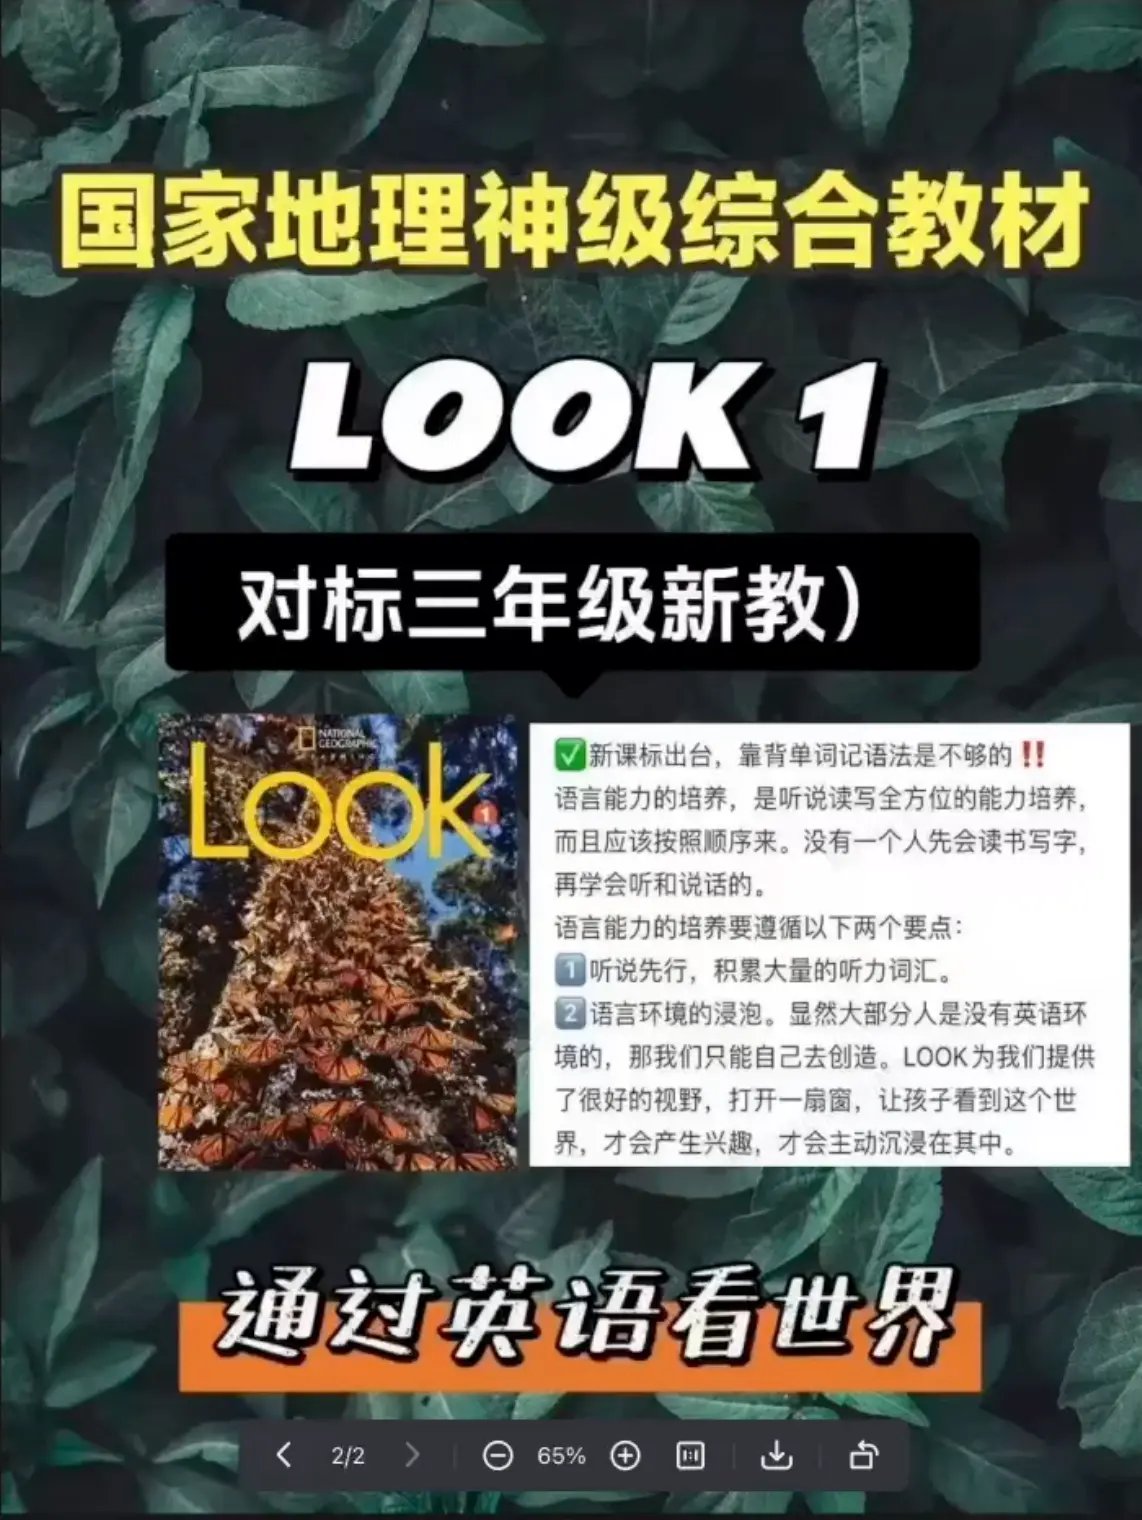 国家地理神级综合教材
LOOK 1
对标三年级新教）
NATIONAL
GEOGRAPHIC
LEARNING
Look
1
✅新课标出台，靠背单词记语法是不够的‼️
语言能力的培养，是听说读写全方位的能力培养，
而且应该按照顺序来。没有一个人先会读书写字，
再学会听和说话的。
语言能力的培养要遵循以下两个要点：
1️⃣听说先行，积累大量的听力词汇。
2️⃣语言环境的浸泡。显然大部分人是没有英语环
境的，那我们只能自己去创造。LOOK为我们提供
了很好的视野，打开一扇窗，让孩子看到这个世
界，才会产生兴趣，才会主动沉浸在其中。
通过英语看世界
2/2
65%
1:1